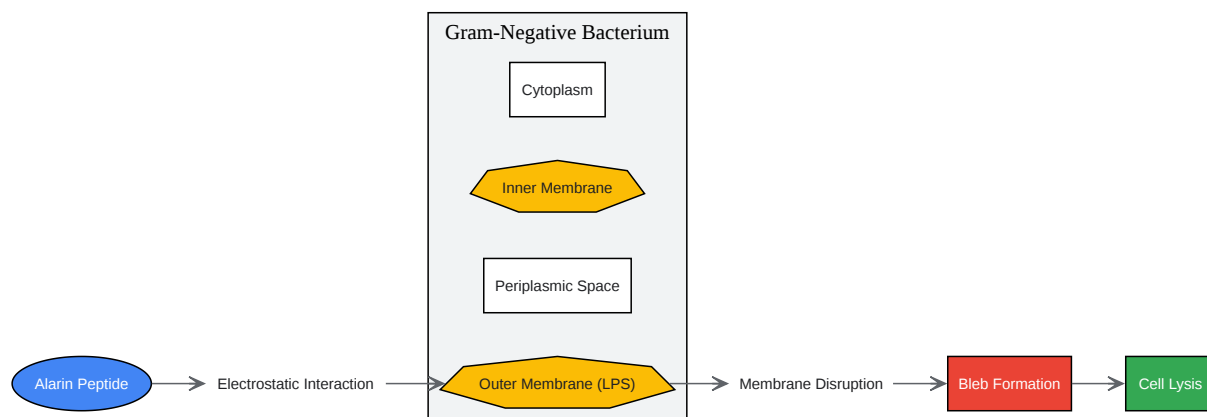 Gram-Negative Bacterium
Cytoplasm
Inner Membrane
Periplasmic Space
Alarin Peptide
Electrostatic Interaction
Outer Membrane (LPS)
Membrane Disruption
Bleb Formation
Cell Lysis